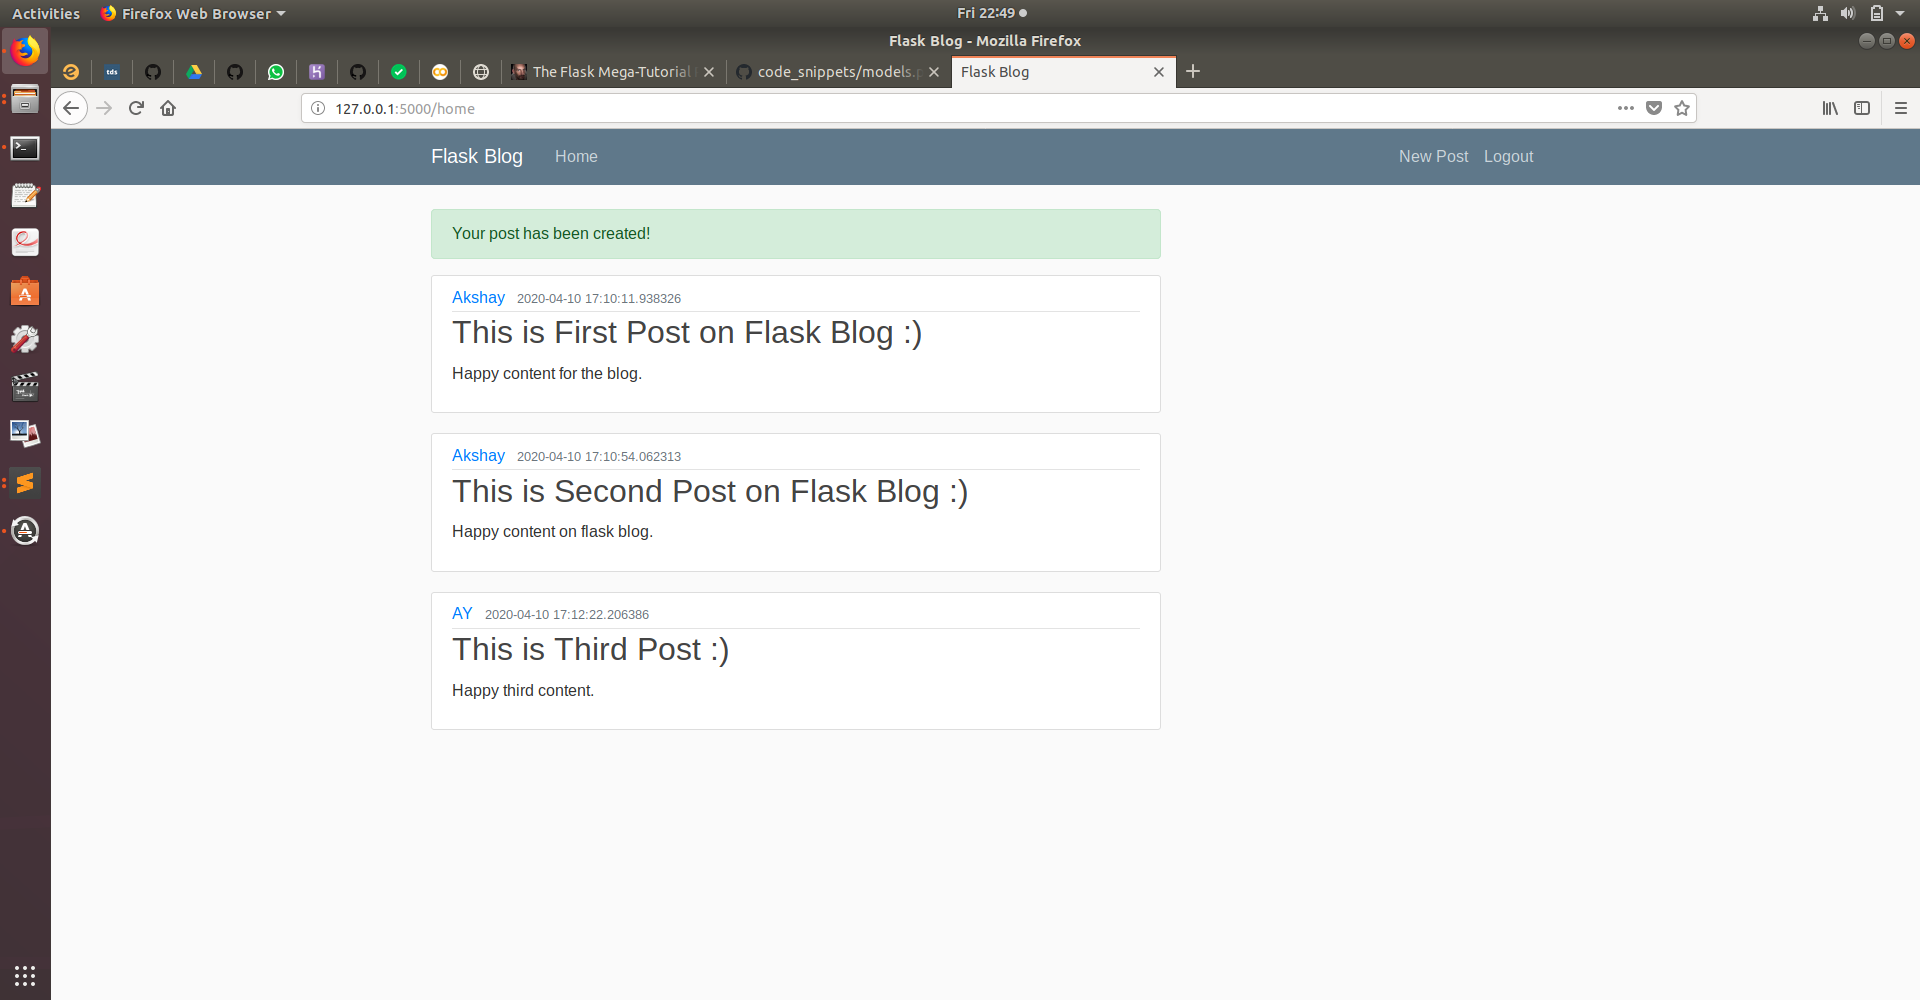 Activities
Firefox Web Browser
Fri 22:49
Flask Blog - Mozilla Firefox
tds
The Flask Mega-Tutorial
code_snippets/models.p
Flask Blog
127.0.0.1:5000/home
Flask Blog
Home
New Post
Logout
Your post has been created!
Akshay 2020-04-10 17:10:11.938326
This is First Post on Flask Blog :)
Happy content for the blog.
Akshay 2020-04-10 17:10:54.062313
This is Second Post on Flask Blog :)
Happy content on flask blog.
AY 2020-04-10 17:12:22.206386
This is Third Post :)
Happy third content.